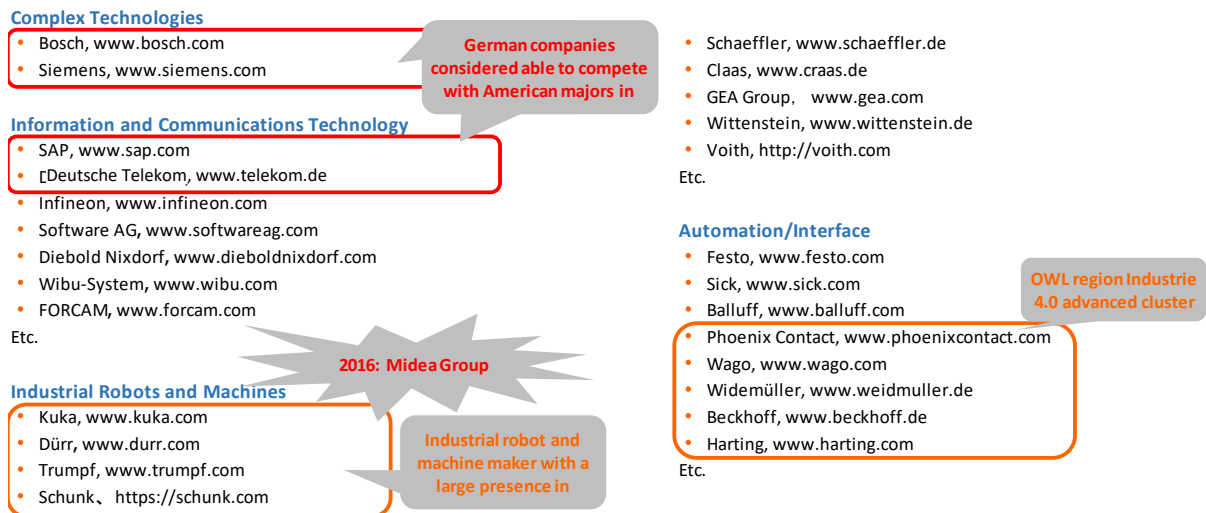 Complex Technologies
• Bosch, www.bosch.com
• Siemens, www.siemens.com
German companies
considered able to compete
with American majors in
Information and Communications Technology
• SAP, www.sap.com
• [Deutsche Telekom, www.telekom.de
• Infineon, www.infineon.com
• Software AG, www.softwareag.com
• Diebold Nixdorf, www.dieboldnixdorf.com
• Wibu-System, www.wibu.com
• FORCAM, www.forcam.com
Etc.
2016: Midea Group
Industrial Robots and Machines
• Kuka, www.kuka.com
• Dürr, www.durr.com
• Trumpf, www.trumpf.com
• Schunk、https://schunk.com
Industrial robot and
machine maker with a
large presence in
• Schaeffler, www.schaeffler.de
• Claas, www.craas.de
• GEA Group， www.gea.com
• Wittenstein, www.wittenstein.de
• Voith, http://voith.com
Etc.
Automation/Interface
• Festo, www.festo.com
• Sick, www.sick.com
• Balluff, www.balluff.com
• Phoenix Contact, www.phoenixcontact.com
• Wago, www.wago.com
• Widemüller, www.weidmuller.de
• Beckhoff, www.beckhoff.de
• Harting, www.harting.com
Etc.
OWL region Industrie
4.0 advanced cluster